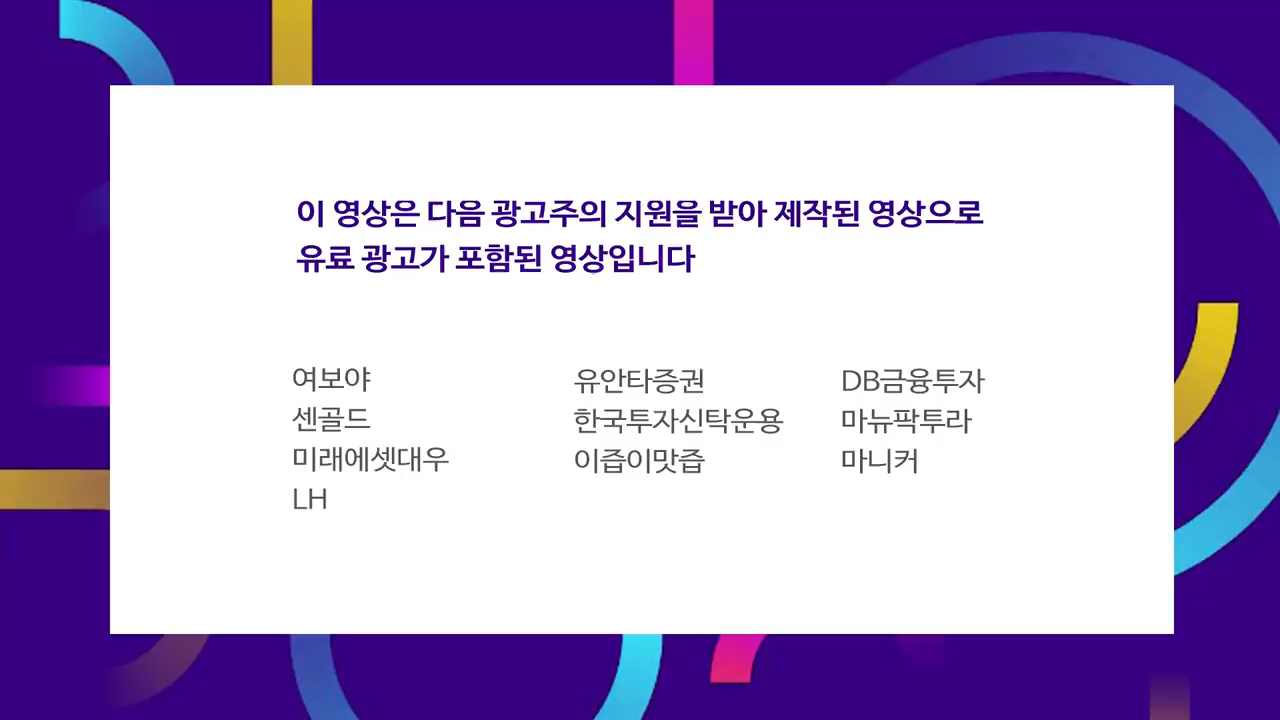 이 영상은 다음 광고주의 지원을 받아 제작된 영상으로
유료 광고가 포함된 영상입니다
여보야
센골드
미래에셋대우
LH
유안타증권
한국투자신탁운용
이즙이맛즙
DB금융투자
마뉴팍투라
마니커